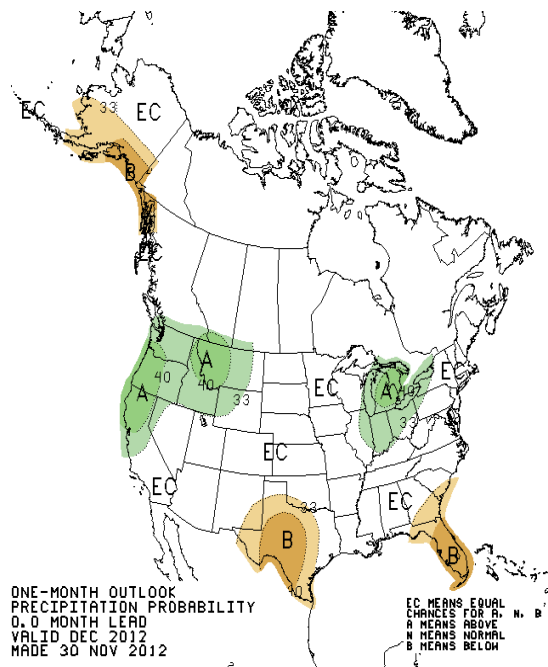 EC
33
EC
B
EC
A
40
A
40
33
EC
A
40
33
EC
EC
EC
EC
33
B
B
40
ONE-MONTH OUTLOOK
PRECIPITATION PROBABILITY
0.0 MONTH LEAD
VALID DEC 2012
MADE 30 NOV 2012
EC MEANS EQUAL
CHANCES FOR A, N, B
A MEANS ABOVE
N MEANS NORMAL
B MEANS BELOW